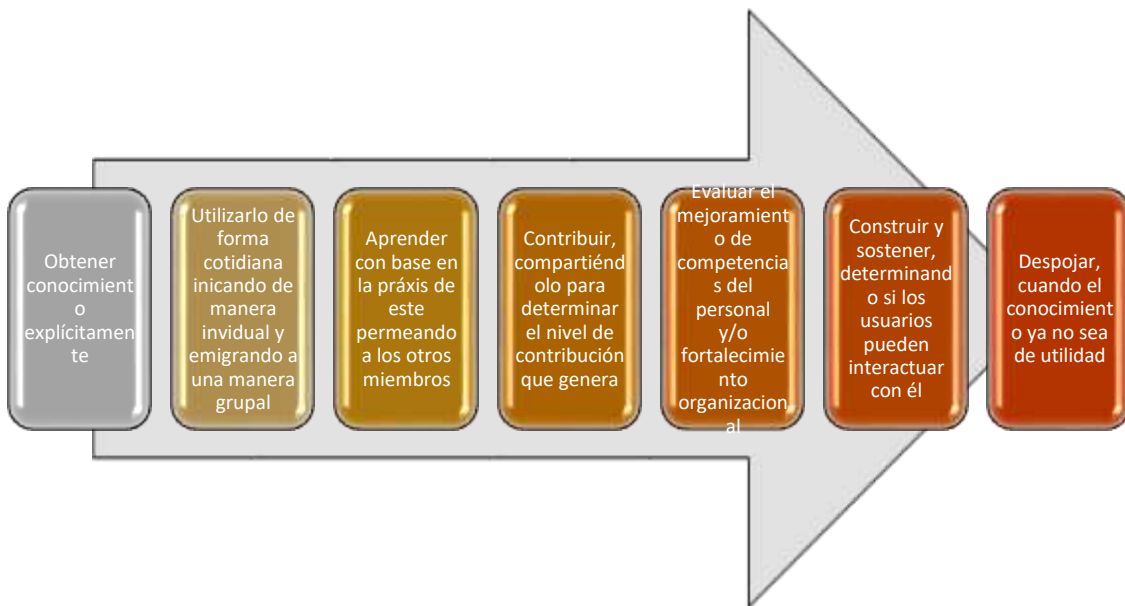 Obtener
conocimient
o
explícitamen
te
Utilizarlo de
forma
cotidiana
inicando de
manera
invidual y
emigrando a
una manera
grupal
Aprender
con base en
la práxis de
este
permeando
a los otros
miembros
Contribuir,
compartiénd
olo para
determinar
el nivel de
contribución
que genera
Evaluar el
mejoramient
o de
competencia
s del
personal
y/o
fortalecimie
nto
organizacion
al
Construir y
sostener,
determinand
o si los
usuarios
pueden
interactuar
con él
Despojar,
cuando el
conocimient
o ya no sea
de utilidad